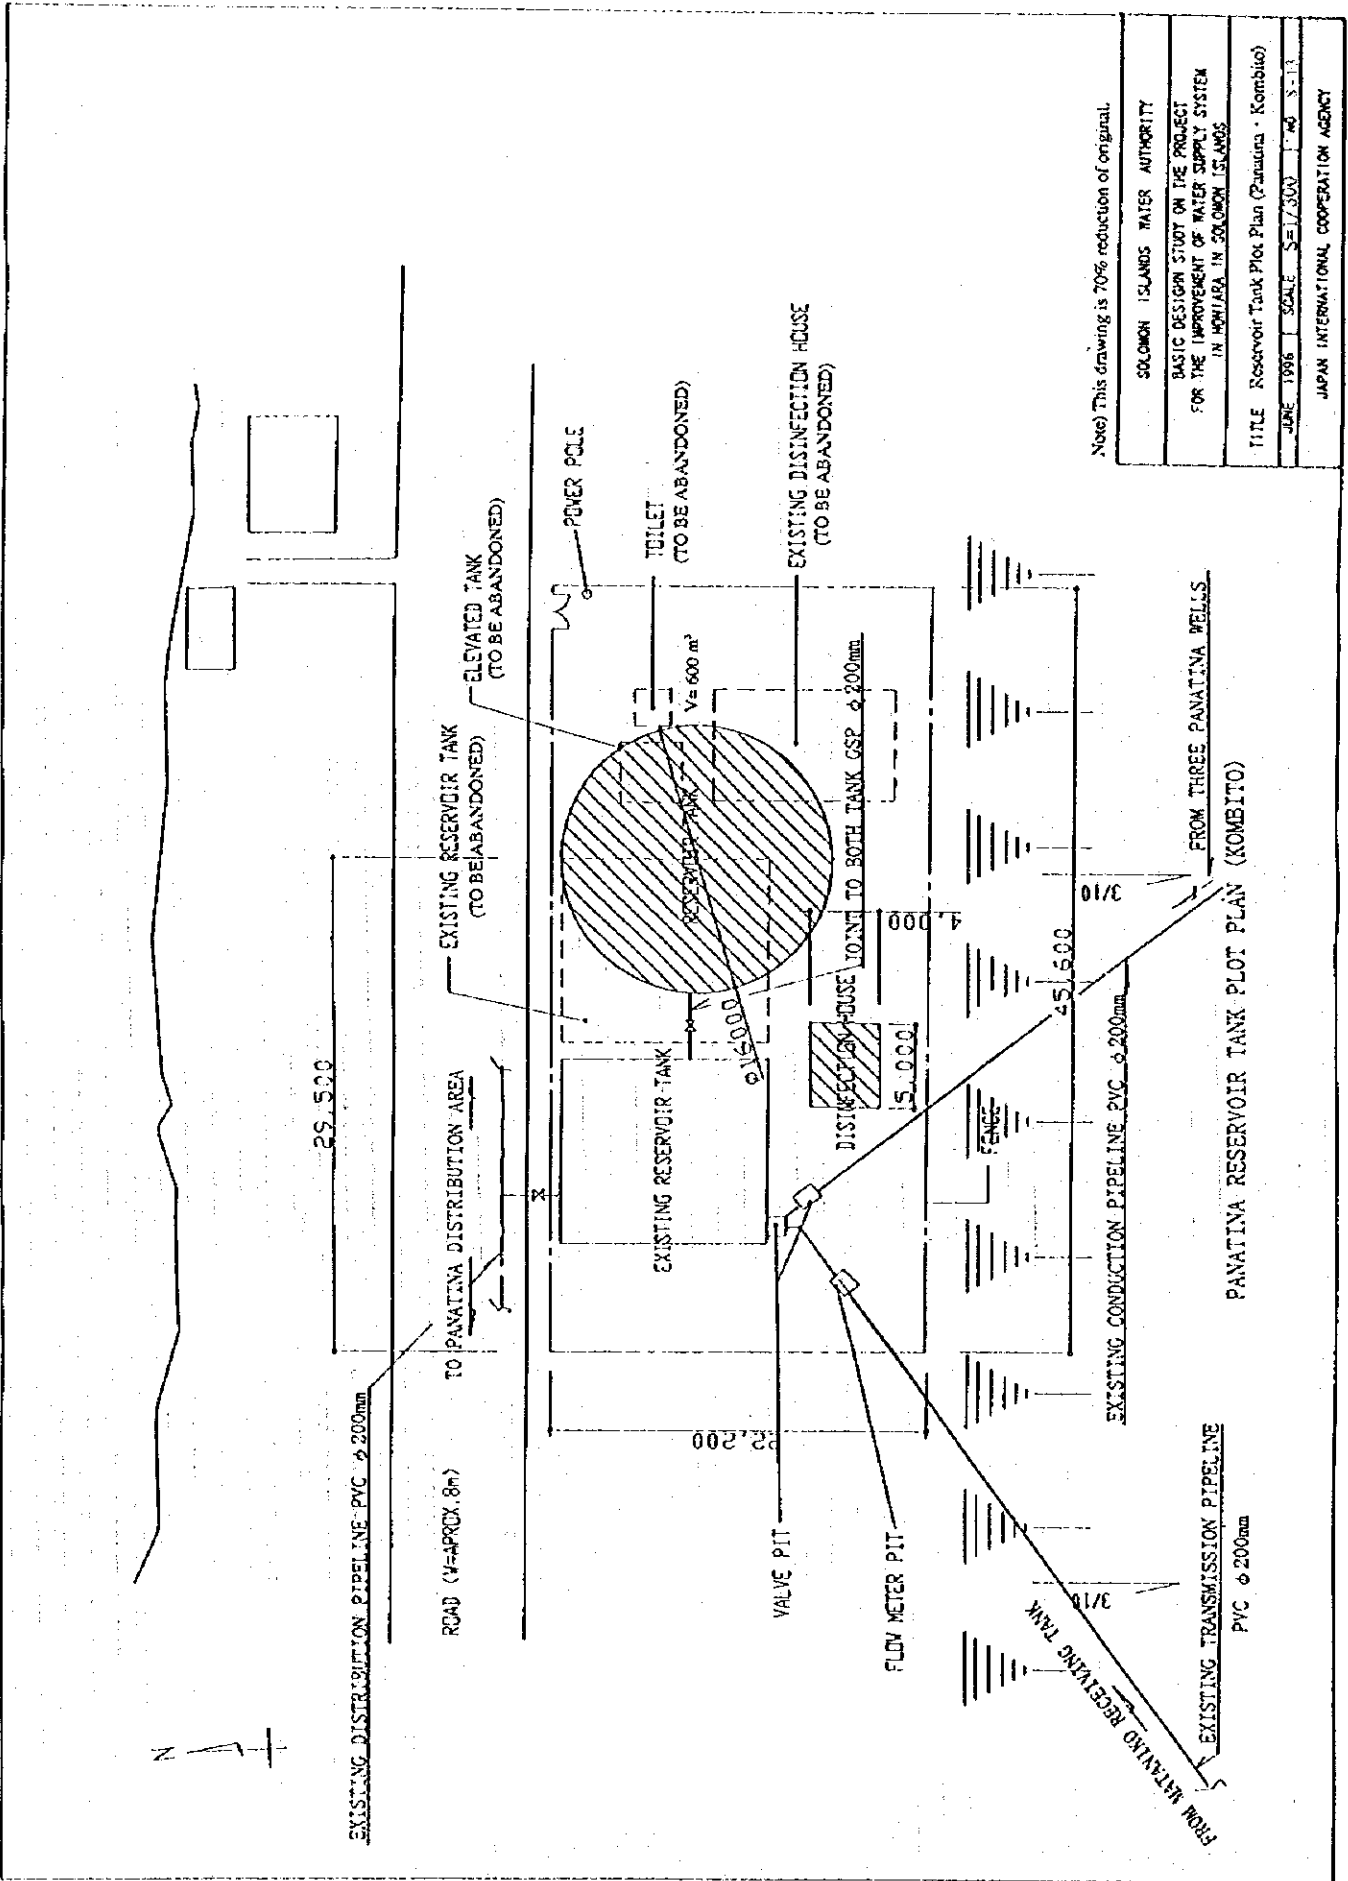 N
EXISTING DISTRIBUTION PIPELINE PVC φ200mm
29,500
ROAD (W=APROX.8m)
TO PANATINA DISTRIBUTION AREA
EXISTING RESERVOIR TANK
(TO BE ABANDONED)
ELEVATED TANK
(TO BE ABANDONED)
POWER POLE
TOILET
(TO BE ABANDONED)
V= 600 m³
RESERVOIR TANK
φ16000
EXISTING RESERVOIR TANK
EXISTING DISINFECTION HOUSE
(TO BE ABANDONED)
JOINT TO BOTH TANK GSP φ200mm
DISINFECTION HOUSE
4,000
5,000
22,200
VALVE PIT
FLOW METER PIT
FENCE
45,600
3/10
3/10
EXISTING CONDUCTION PIPELINE PVC φ200mm
FROM THREE PANATINA WELLS
FROM MATANIKO RECEIVING TANK
EXISTING TRANSMISSION PIPELINE
PVC φ200mm
PANATINA RESERVOIR TANK PLOT PLAN (KOMBITO)
Note) This drawing is 70% reduction of original.
SOLOMON ISLANDS WATER AUTHORITY
BASIC DESIGHN STUDY ON THE PROJECT
FOR THE IMPROVEMENT OF WATER SUPPLY SYSTEM
IN HONIARA IN SOLOMON ISLANDS
TITLE Reservoir Tank Plot Plan (Panatina · Kombito)
JUNE 1996 SCALE S=1/300 NO S-13
JAPAN INTERNATIONAL COOPERATION AGENCY